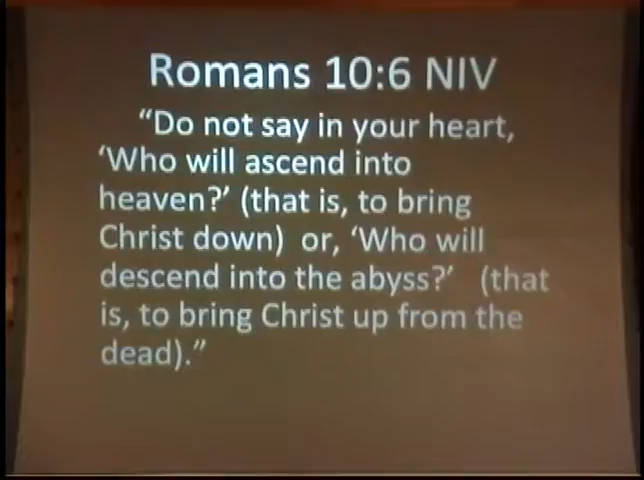 Romans 10:6 NIV
“Do not say in your heart,
‘Who will ascend into
heaven?’ (that is, to bring
Christ down)  or, ‘Who will
descend into the abyss?’  (that
is, to bring Christ up from the
dead).”